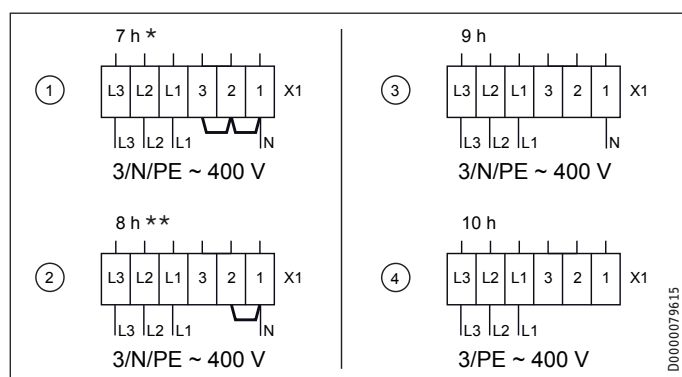 7 h *
1
L3 L2 L1 3 2 1 X1
L3 L2 L1 N
3/N/PE ~ 400 V
8 h **
2
L3 L2 L1 3 2 1 X1
L3 L2 L1 N
3/N/PE ~ 400 V
9 h
3
L3 L2 L1 3 2 1 X1
L3 L2 L1 N
3/N/PE ~ 400 V
10 h
4
L3 L2 L1 3 2 1 X1
L3 L2 L1
3/PE ~ 400 V
D0000079615